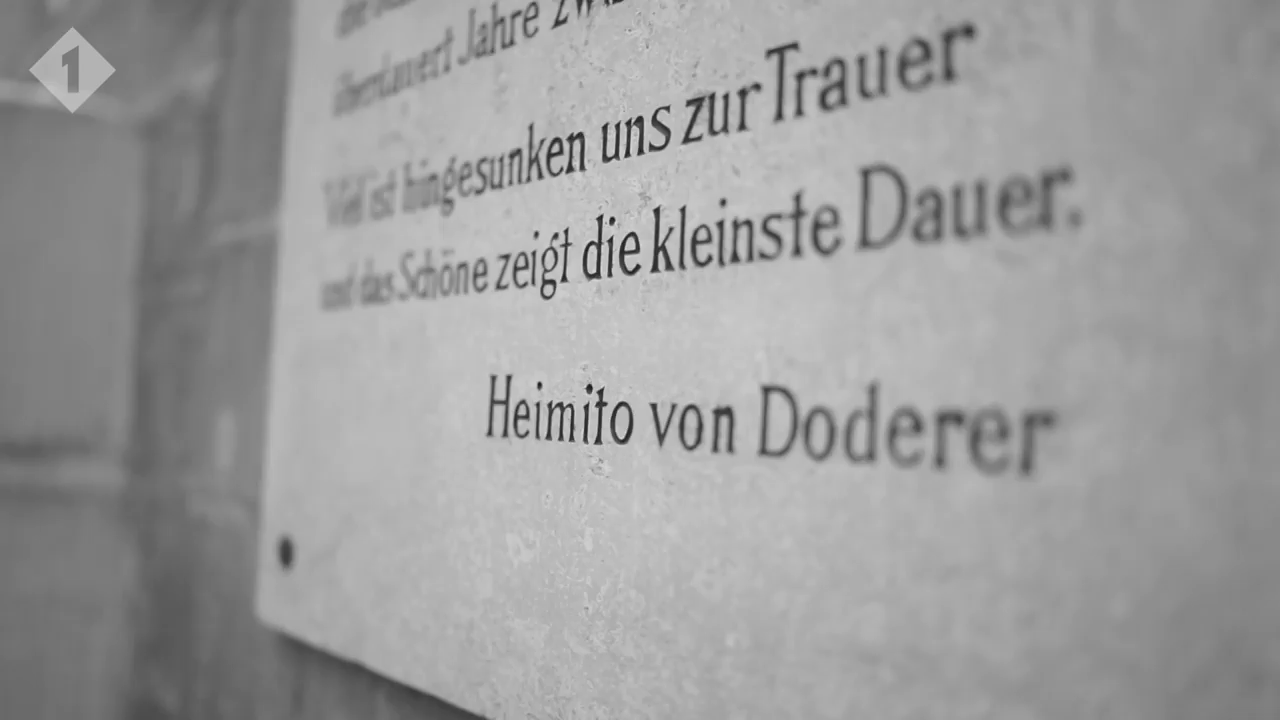 1
überdauert Jahre
Viel ist hingesunken uns zur Trauer
und das Schöne zeigt die kleinste Dauer.
Heimito von Doderer